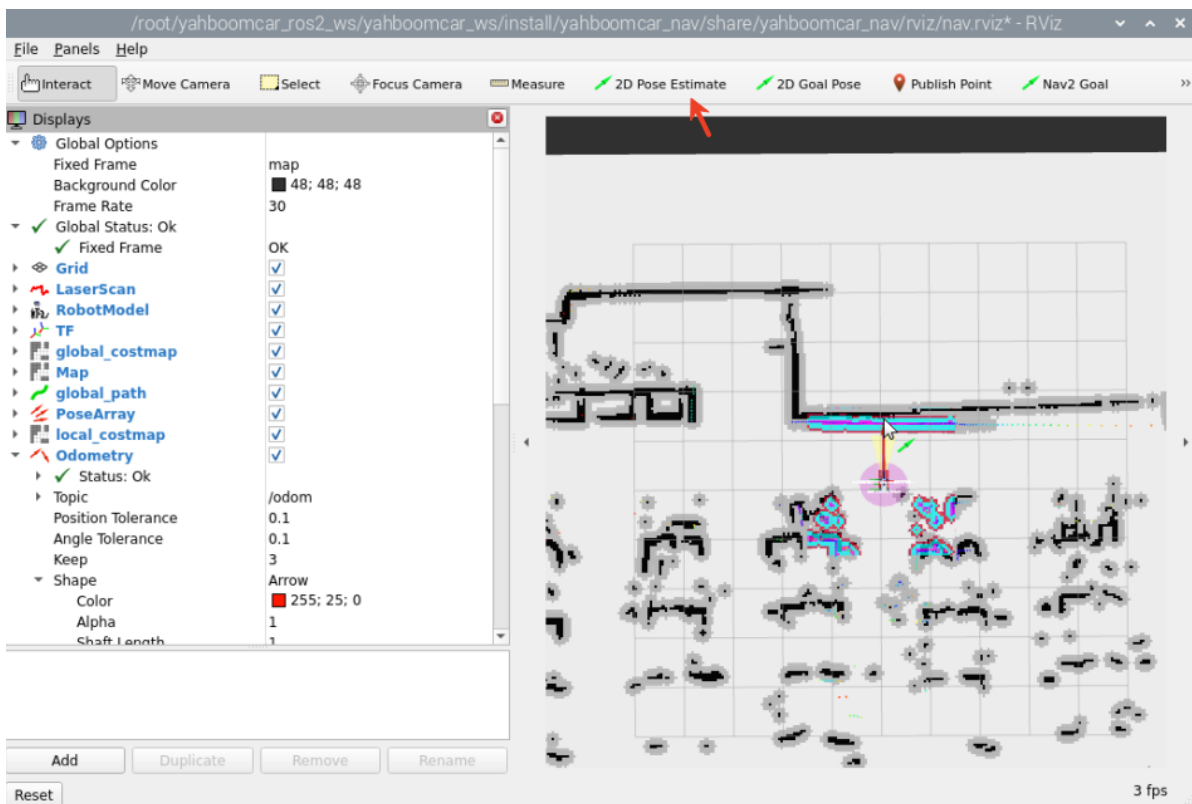 /root/yahboomcar_ros2_ws/yahboomcar_ws/install/yahboomcar_nav/share/yahboomcar_nav/rviz/nav.rviz* - RViz
File Panels Help
Interact Move Camera Select Focus Camera Measure 2D Pose Estimate 2D Goal Pose Publish Point Nav2 Goal »
Displays
Global Options
Fixed Frame map
Background Color 48; 48; 48
Frame Rate 30
Global Status: Ok
Fixed Frame OK
Grid
LaserScan
RobotModel
TF
global_costmap
Map
global_path
PoseArray
local_costmap
Odometry
Status: Ok
Topic /odom
Position Tolerance 0.1
Angle Tolerance 0.1
Keep 3
Shape Arrow
Color 255; 25; 0
Alpha 1
Shaft Length 1
Add Duplicate Remove Rename
Reset 3 fps